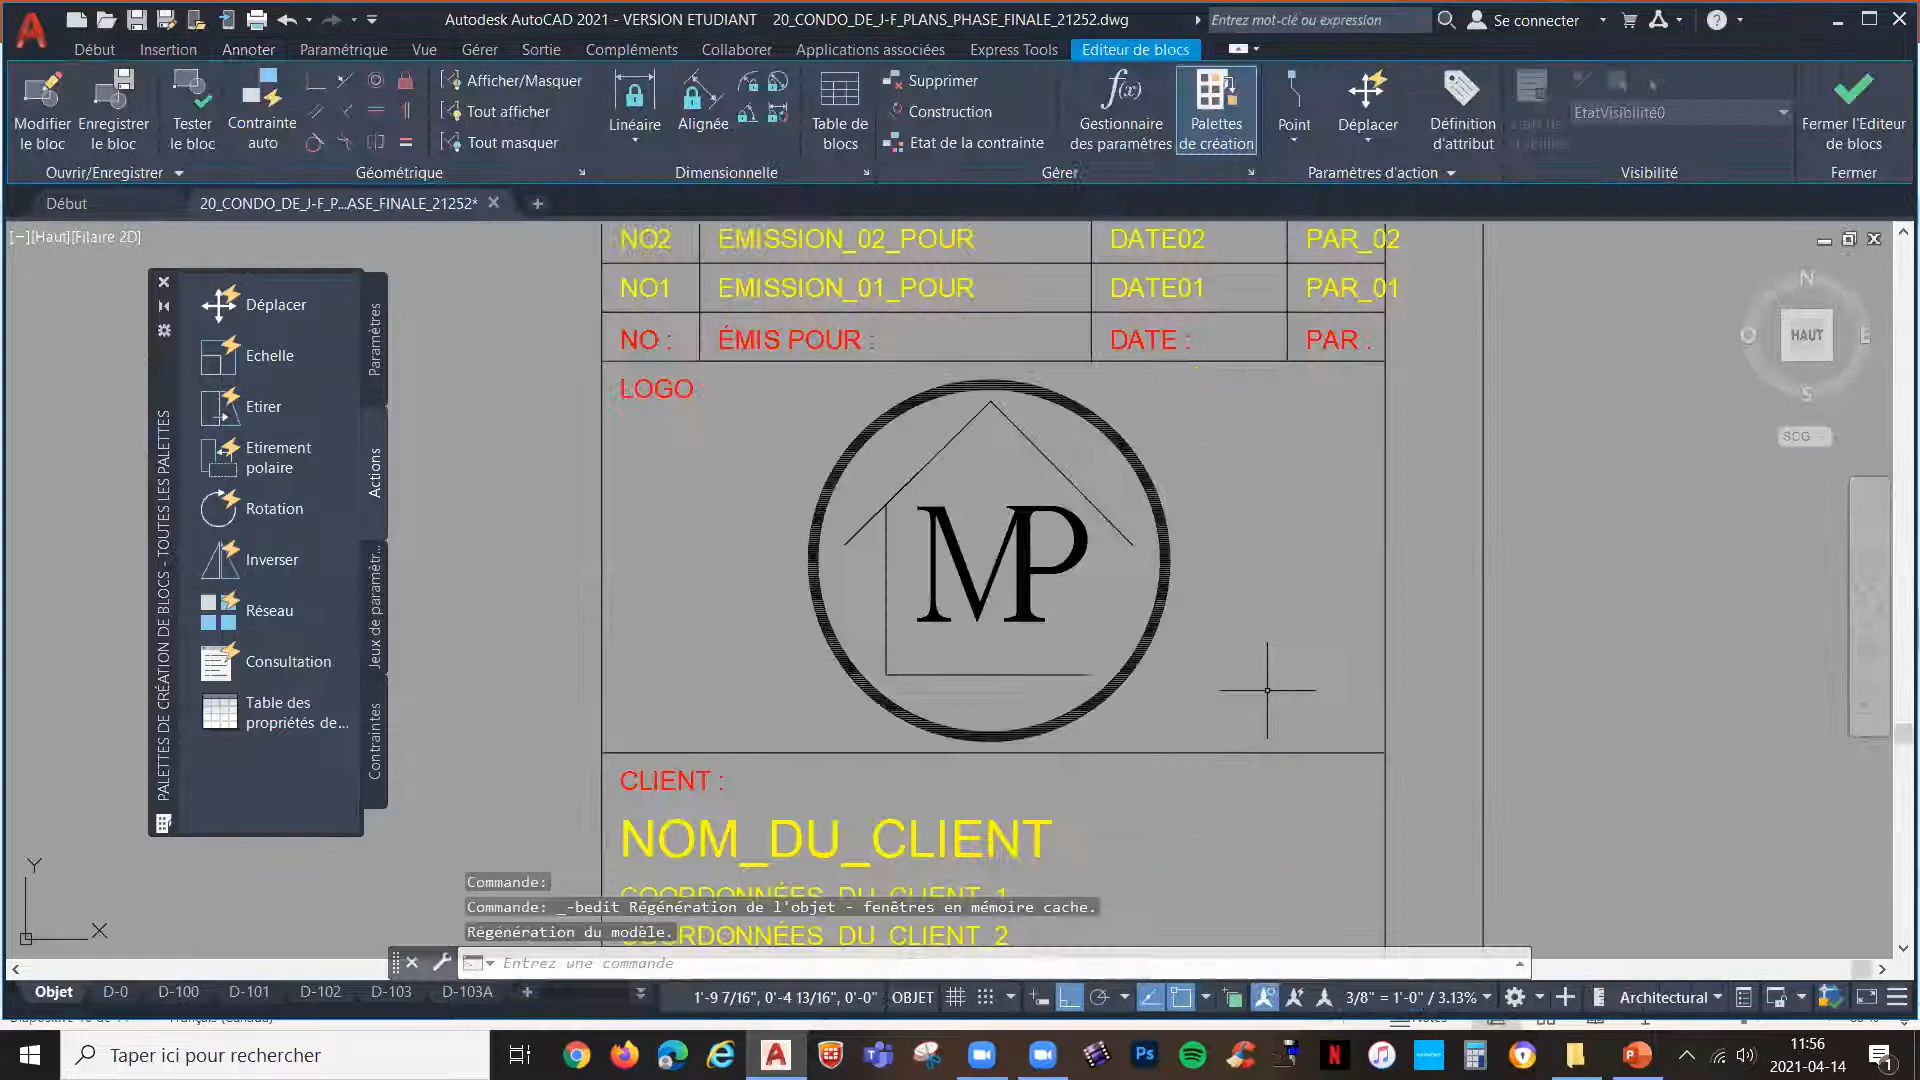 Autodesk AutoCAD 2021 - VERSION ETUDIANT 20_CONDO_DE_J-F_PLANS_PHASE_FINALE_21252.dwg
Entrez mot-clé ou expression
Se connecter
Début Insertion Annoter Paramétrique Vue Gérer Sortie Compléments Collaborer Applications associées Express Tools Editeur de blocs
Modifier le bloc
Enregistrer le bloc
Tester le bloc
Contrainte auto
Afficher/Masquer
Tout afficher
Tout masquer
Linéaire
Alignée
Table de blocs
Supprimer
Construction
Etat de la contrainte
Gestionnaire des paramètres
Palettes de création
Point
Déplacer
Définition d'attribut
EtatVisibilité0
Fermer l'Editeur de blocs
Ouvrir/Enregistrer Géométrique Dimensionnelle Gérer Paramètres d'action Visibilité Fermer
Début 20_CONDO_DE_J-F_P...ASE_FINALE_21252*
[−][Haut][Filaire 2D]
PALETTES DE CRÉATION DE BLOCS - TOUTES LES PALETTES
Déplacer
Echelle
Etirer
Etirement polaire
Rotation
Inverser
Réseau
Consultation
Table des propriétés de...
Paramètres
Actions
Jeux de paramètr...
Contraintes
NO2 EMISSION_02_POUR DATE02 PAR_02
NO1 EMISSION_01_POUR DATE01 PAR_01
NO : ÉMIS POUR : DATE : PAR :
LOGO :
MP
CLIENT :
NOM_DU_CLIENT
COORDONNÉES_DU_CLIENT_1
COORDONNÉES_DU_CLIENT_2
N
O HAUT E
S
SCG
Y
X
Commande:
Commande: _-bedit Régénération de l'objet - fenêtres en mémoire cache.
Régénération du modèle.
Entrez une commande
Objet D-0 D-100 D-101 D-102 D-103 D-103A
1'-9 7/16", 0'-4 13/16", 0'-0" OBJET
3/8" = 1'-0" / 3.13%
Architectural
Taper ici pour rechercher
11:56
2021-04-14
1